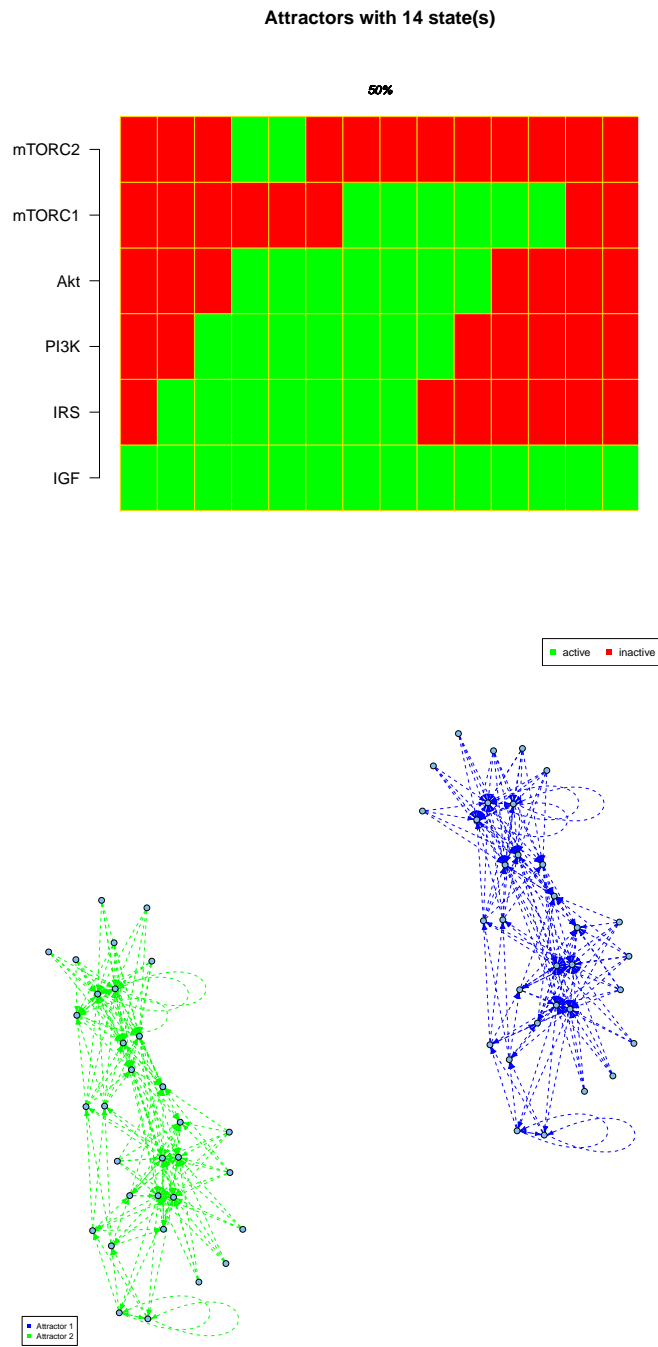 Attractors with 14 state(s)
50%
mTORC2
mTORC1
Akt
PI3K
IRS
IGF
active inactive
Attractor 1
Attractor 2